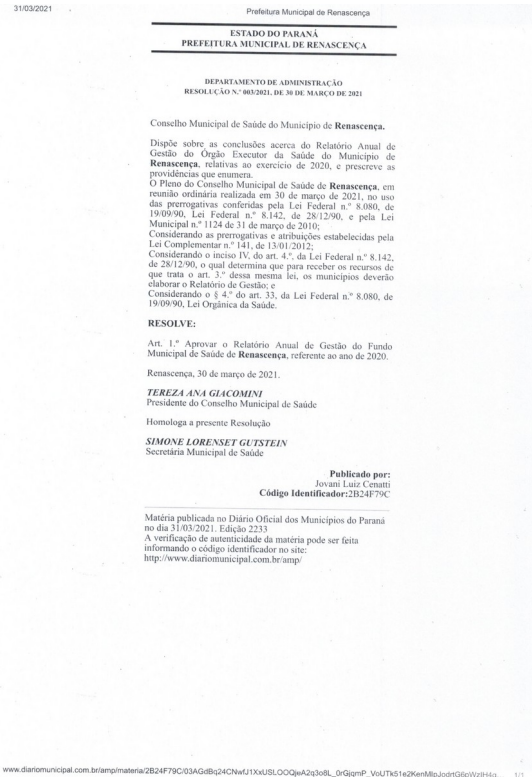 31/03/2021
Prefeitura Municipal de Renascença
ESTADO DO PARANÁ
PREFEITURA MUNICIPAL DE RENASCENÇA
DEPARTAMENTO DE ADMINISTRAÇÃO
RESOLUÇÃO N.º 003/2021, DE 30 DE MARÇO DE 2021
Conselho Municipal de Saúde do Município de Renascença.
Dispõe sobre as conclusões acerca do Relatório Anual de
Gestão do Órgão Executor da Saúde do Município de
Renascença, relativas ao exercício de 2020, e prescreve as
providências que enumera.
O Pleno do Conselho Municipal de Saúde de Renascença, em
reunião ordinária realizada em 30 de março de 2021, no uso
das prerrogativas conferidas pela Lei Federal n.º 8.080, de
19/09/90, Lei Federal n.º 8.142, de 28/12/90, e pela Lei
Municipal n.º 1124 de 31 de março de 2010;
Considerando as prerrogativas e atribuições estabelecidas pela
Lei Complementar n.º 141, de 13/01/2012;
Considerando o inciso IV, do art. 4.º, da Lei Federal n.º 8.142,
de 28/12/90, o qual determina que para receber os recursos de
que trata o art. 3.º dessa mesma lei, os municípios deverão
elaborar o Relatório de Gestão; e
Considerando o § 4.º do art. 33, da Lei Federal n.º 8.080, de
19/09/90, Lei Orgânica da Saúde.
RESOLVE:
Art. 1.º Aprovar o Relatório Anual de Gestão do Fundo
Municipal de Saúde de Renascença, referente ao ano de 2020.
Renascença, 30 de março de 2021.
TEREZA ANA GIACOMINI
Presidente do Conselho Municipal de Saúde
Homologa a presente Resolução
SIMONE LORENSET GUTSTEIN
Secretária Municipal de Saúde
Publicado por:
Jovani Luiz Cenatti
Código Identificador:2B24F79C
Matéria publicada no Diário Oficial dos Municípios do Paraná
no dia 31/03/2021. Edição 2233
A verificação de autenticidade da matéria pode ser feita
informando o código identificador no site:
http://www.diariomunicipal.com.br/amp/